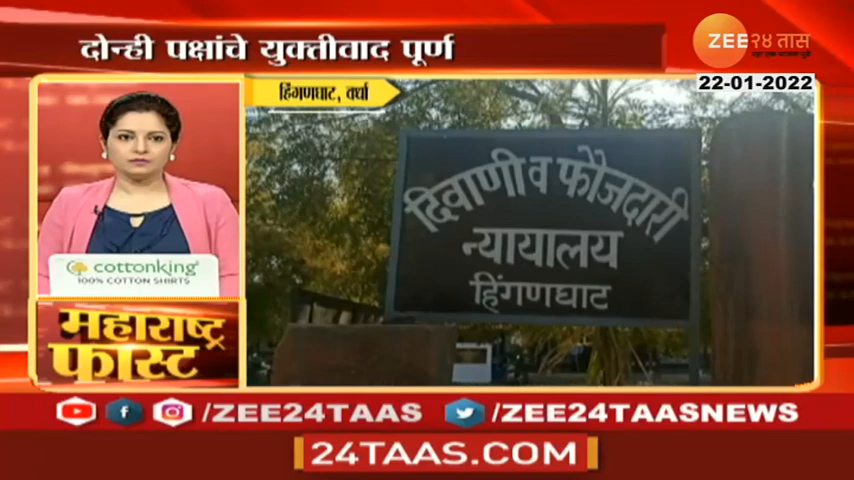 दोन्ही पक्षांचे युक्तीवाद पूर्ण
ZEE २४ तास
22-01-2022
हिंगणघाट, वर्धा
दिवाणी व फौजदारी
न्यायालय
हिंगणघाट
cottonking
100% COTTON SHIRTS
महाराष्ट्र
फास्ट
/ZEE24TAAS
/ZEE24TAASNEWS
24TAAS.COM